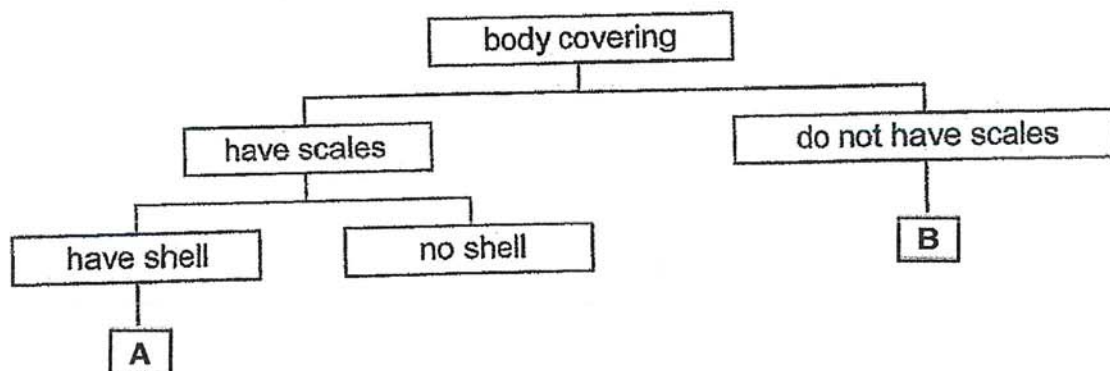 body covering
have scales
do not have scales
have shell
no shell
B
A